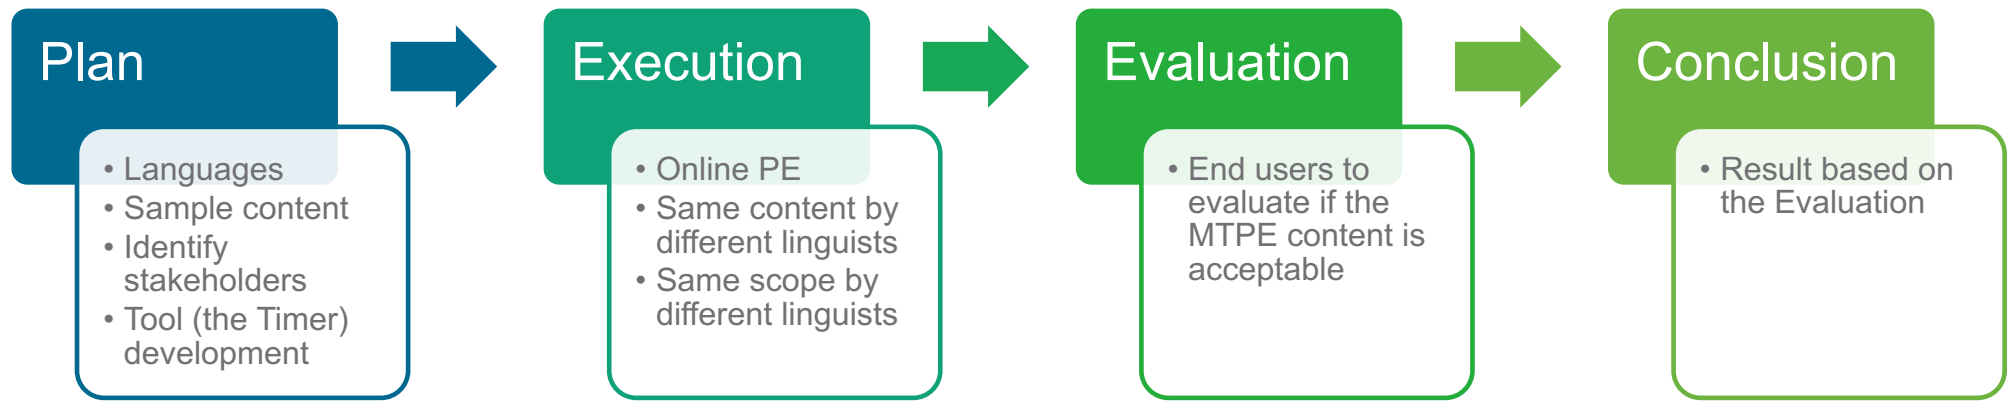 Plan
• Languages
• Sample content
• Identify
stakeholders
• Tool (the Timer)
development
Execution
• Online PE
• Same content by
different linguists
• Same scope by
different linguists
Evaluation
• End users to
evaluate if the
MTPE content is
acceptable
Conclusion
• Result based on
the Evaluation